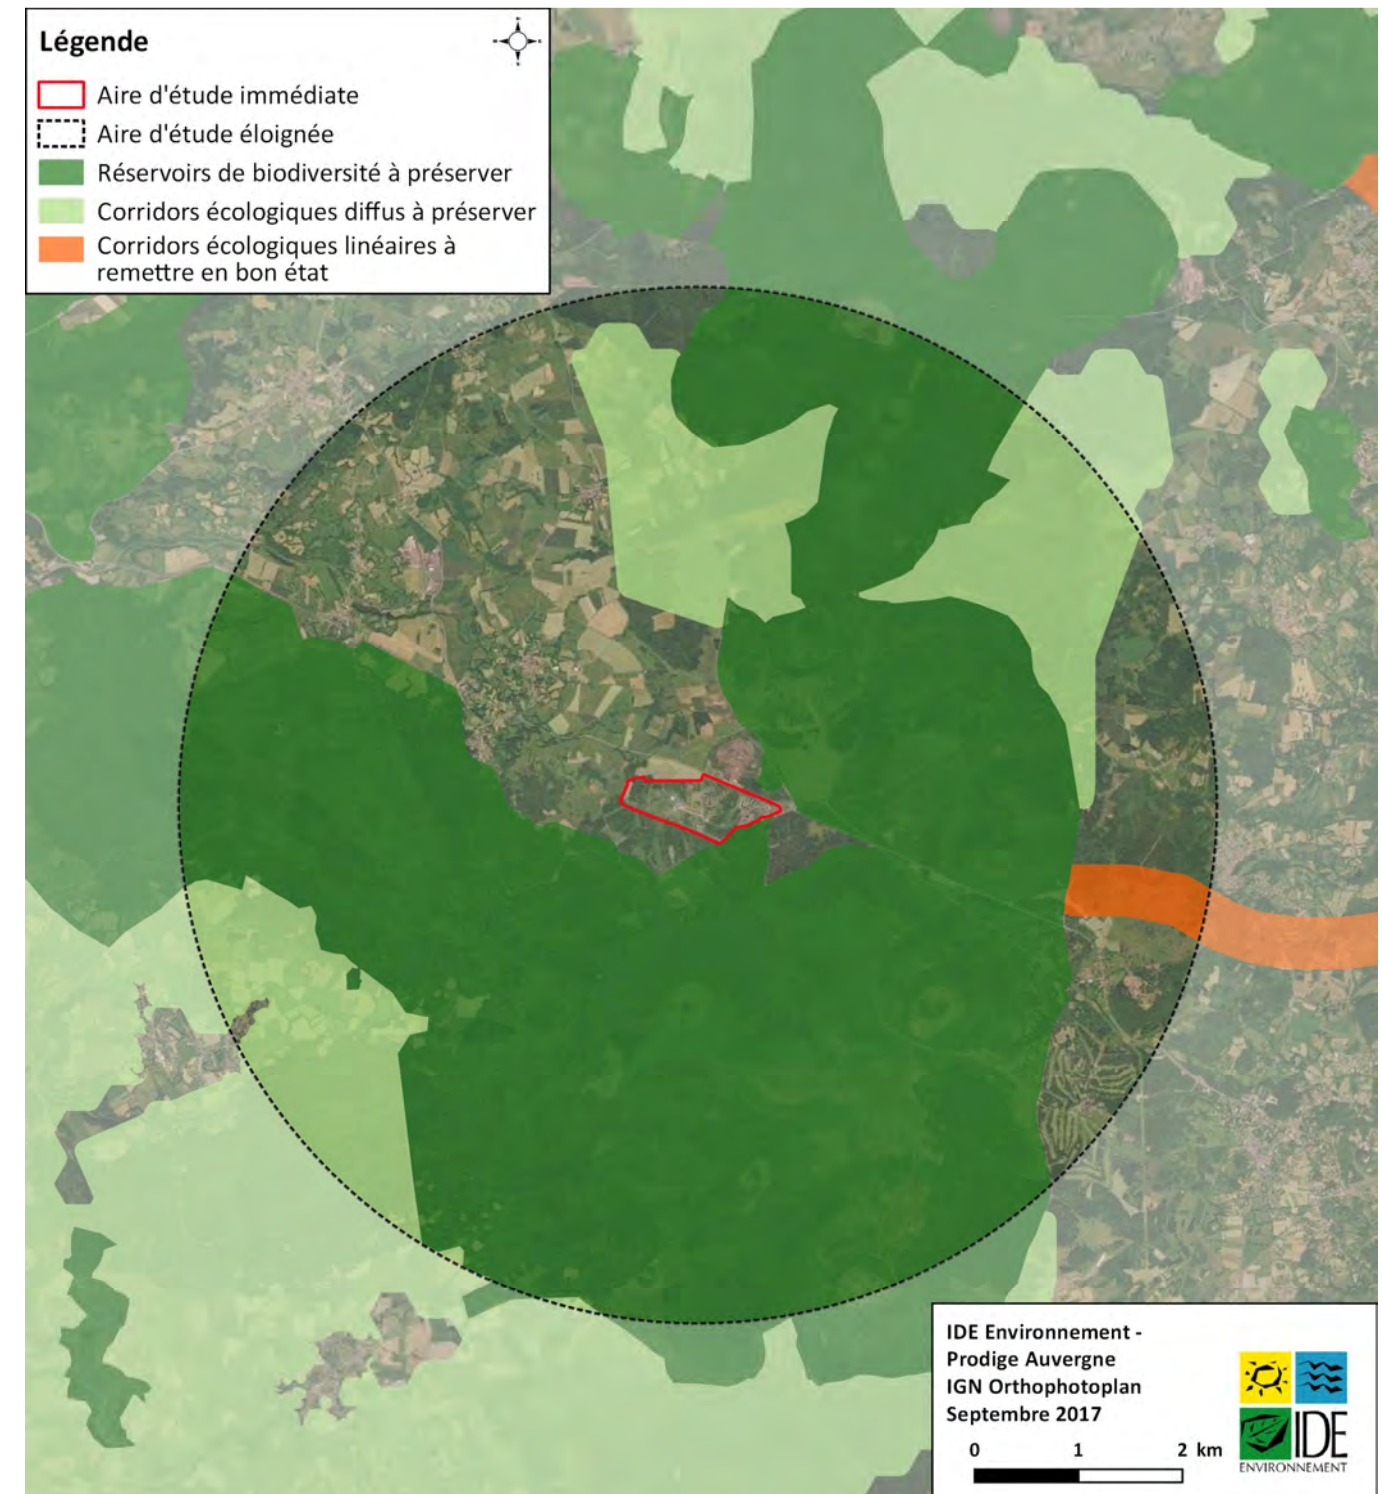 Légende
Aire d'étude immédiate
Aire d'étude éloignée
Réservoirs de biodiversité à préserver
Corridors écologiques diffus à préserver
Corridors écologiques linéaires à
remettre en bon état
IDE Environnement -
Prodige Auvergne
IGN Orthophotoplan
Septembre 2017
0 1 2 km
IDE
ENVIRONNEMENT